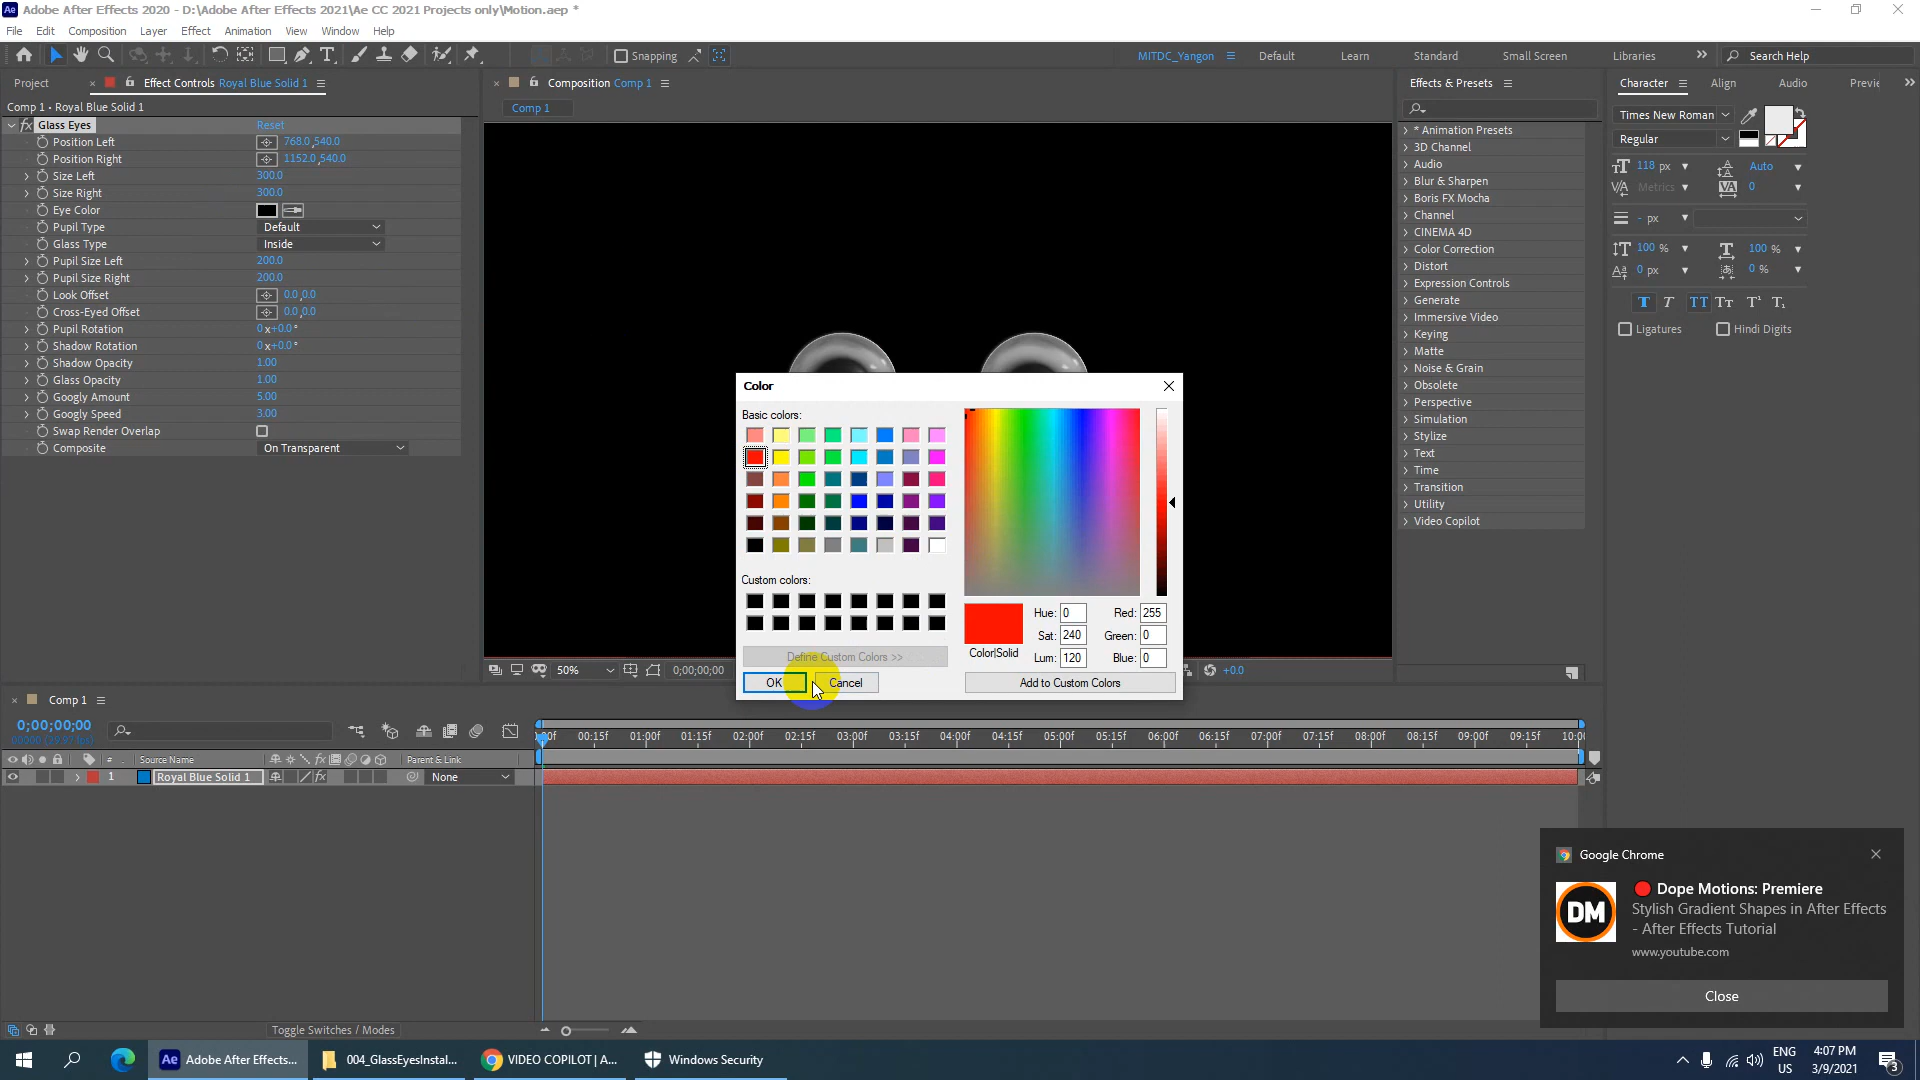 Adobe After Effects 2020 - D:\Adobe After Effects 2021\Ae CC 2021 Projects only\Motion.aep *
File Edit Composition Layer Effect Animation View Window Help
Snapping
MITDC_Yangon Default Learn Standard Small Screen Libraries Search Help
Project Effect Controls Royal Blue Solid 1
Composition Comp 1
Effects & Presets
Character Align Audio
Comp 1 • Royal Blue Solid 1
Comp 1
Glass Eyes Reset
Position Left 768.0,540.0
Position Right 1152.0,540.0
Size Left 300.0
Size Right 300.0
Eye Color
Pupil Type Default
Glass Type Inside
Pupil Size Left 200.0
Pupil Size Right 200.0
Look Offset 0.0,0.0
Cross-Eyed Offset 0.0,0.0
Pupil Rotation 0x+0.0°
Shadow Rotation 0x+0.0°
Shadow Opacity 1.00
Glass Opacity 1.00
Googly Amount 5.00
Googly Speed 3.00
Swap Render Overlap
Composite On Transparent
* Animation Presets
3D Channel
Audio
Blur & Sharpen
Boris FX Mocha
Channel
CINEMA 4D
Color Correction
Distort
Expression Controls
Generate
Immersive Video
Keying
Matte
Noise & Grain
Obsolete
Perspective
Simulation
Stylize
Text
Time
Transition
Utility
Video Copilot
Times New Roman
Regular
118 px Auto
Metrics 0
- px
100 % 100 %
0 px 0 %
Ligatures Hindi Digits
Color
Basic colors:
Custom colors:
Define Custom Colors >>
OK Cancel
Color|Solid
Hue: 0 Red: 255
Sat: 240 Green: 0
Lum: 120 Blue: 0
Add to Custom Colors
50% 0;00;00;00
+0.0
Comp 1
0;00;00;00
00:15f 01:00f 01:15f 02:00f 02:15f 03:00f 03:15f 04:00f 04:15f 05:00f 05:15f 06:00f 06:15f 07:00f 07:15f 08:00f 08:15f 09:00f 09:15f
# Source Name Parent & Link
1 Royal Blue Solid 1 None
Toggle Switches / Modes
Google Chrome
DM
Dope Motions: Premiere
Stylish Gradient Shapes in After Effects
- After Effects Tutorial
www.youtube.com
Close
Ae Adobe After Effects... 004_GlassEyesInstal... VIDEO COPILOT | A... Windows Security
ENG
US
4:07 PM
3/9/2021
3